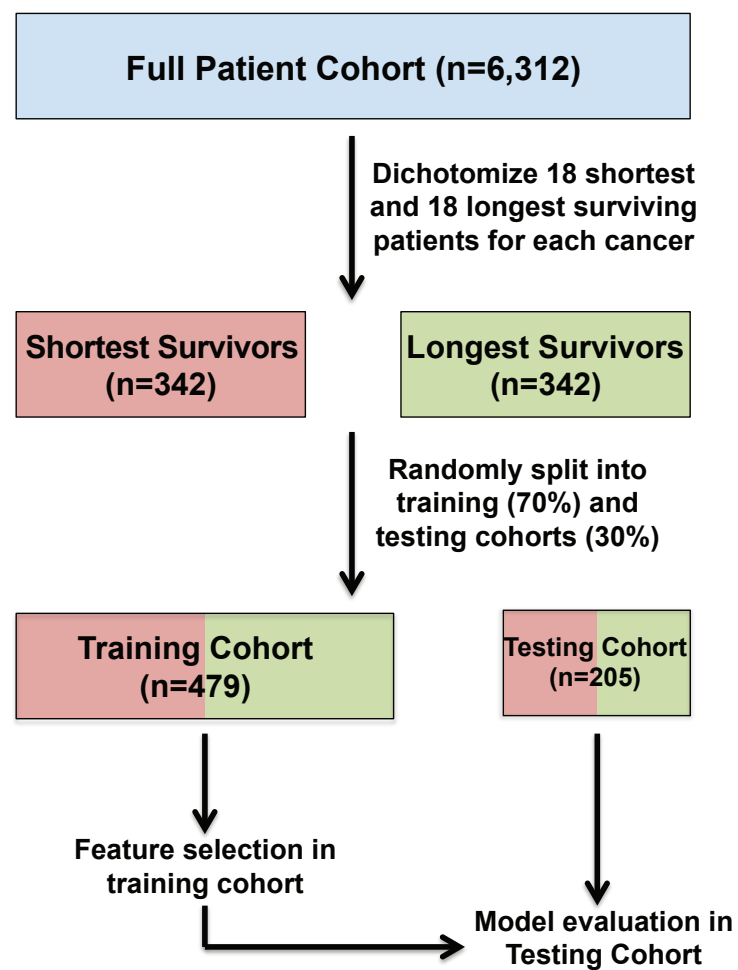 Full Patient Cohort (n=6,312)
Dichotomize 18 shortest
and 18 longest surviving
patients for each cancer
Shortest Survivors
(n=342)
Longest Survivors
(n=342)
Randomly split into
training (70%) and
testing cohorts (30%)
Training Cohort
(n=479)
Testing Cohort
(n=205)
Feature selection in
training cohort
Model evaluation in
Testing Cohort